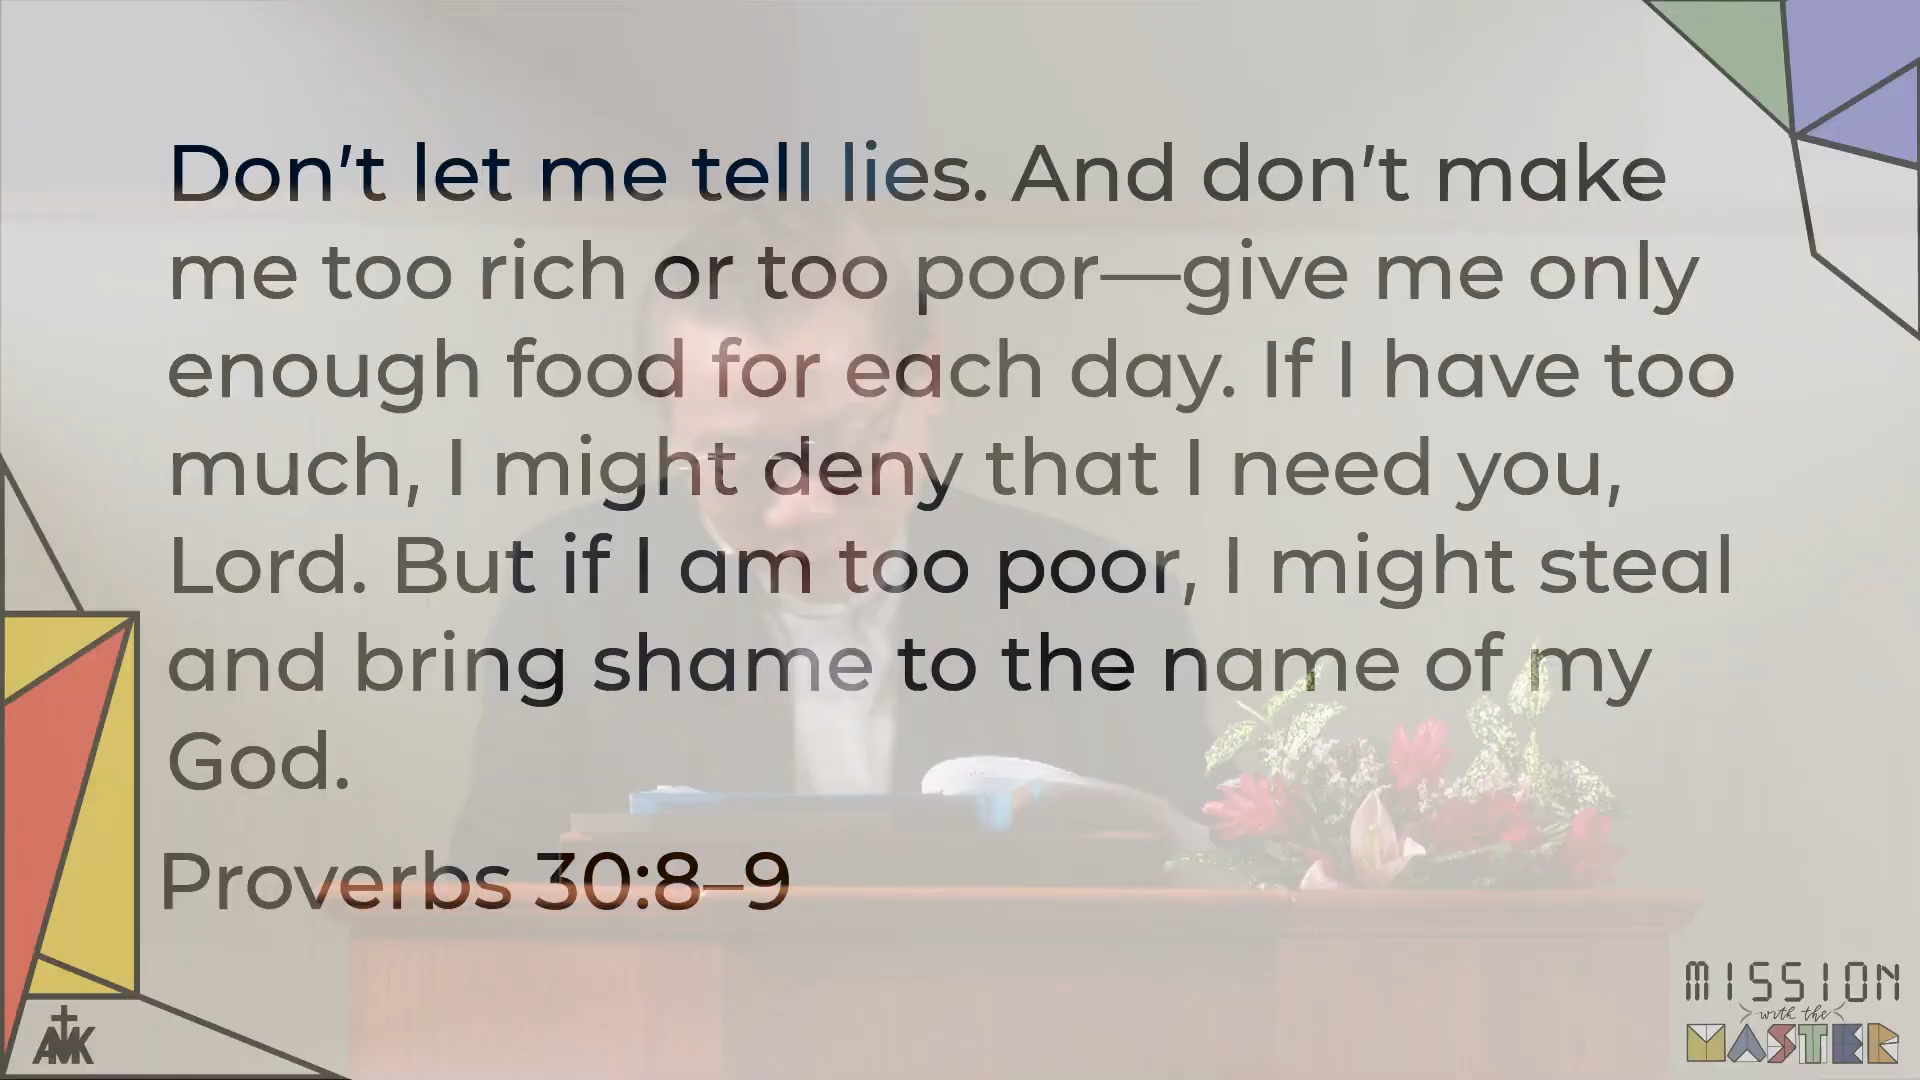 Don’t let me tell lies. And don’t make
me too rich or too poor—give me only
enough food for each day. If I have too
much, I might deny that I need you,
Lord. But if I am too poor, I might steal
and bring shame to the name of my
God.
Proverbs 30:8–9
AMK
MISSION
with the
MASTER